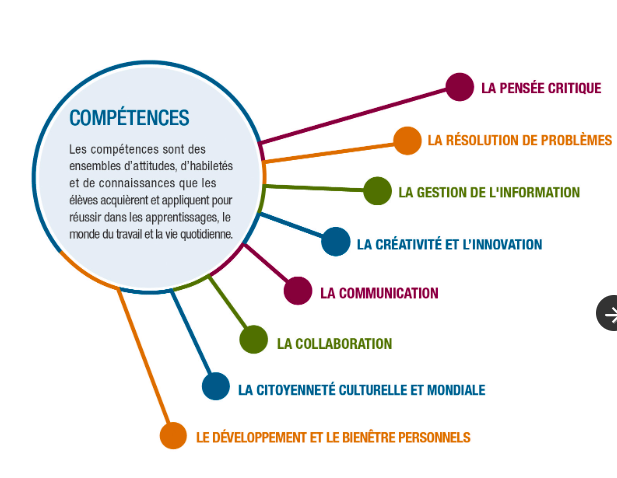 COMPÉTENCES
Les compétences sont des
ensembles d'attitudes, d'habiletés
et de connaissances que les
élèves acquièrent et appliquent pour
réussir dans les apprentissages, le
monde du travail et la vie quotidienne.
LA PENSÉE CRITIQUE
LA RÉSOLUTION DE PROBLÈMES
LA GESTION DE L'INFORMATION
LA CRÉATIVITÉ ET L'INNOVATION
LA COMMUNICATION
LA COLLABORATION
LA CITOYENNETÉ CULTURELLE ET MONDIALE
LE DÉVELOPPEMENT ET LE BIENÊTRE PERSONNELS